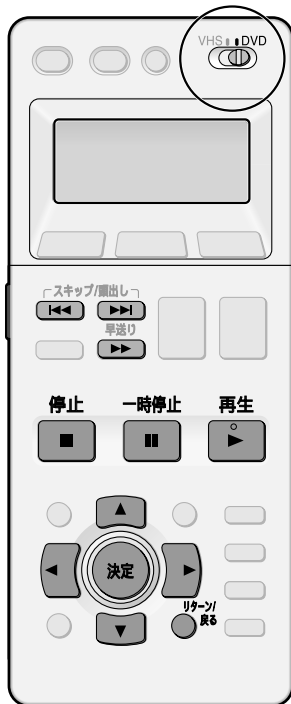 VHS DVD
スキップ/頭出し
早送り
停止 一時停止 再生
決定
リターン/
戻る